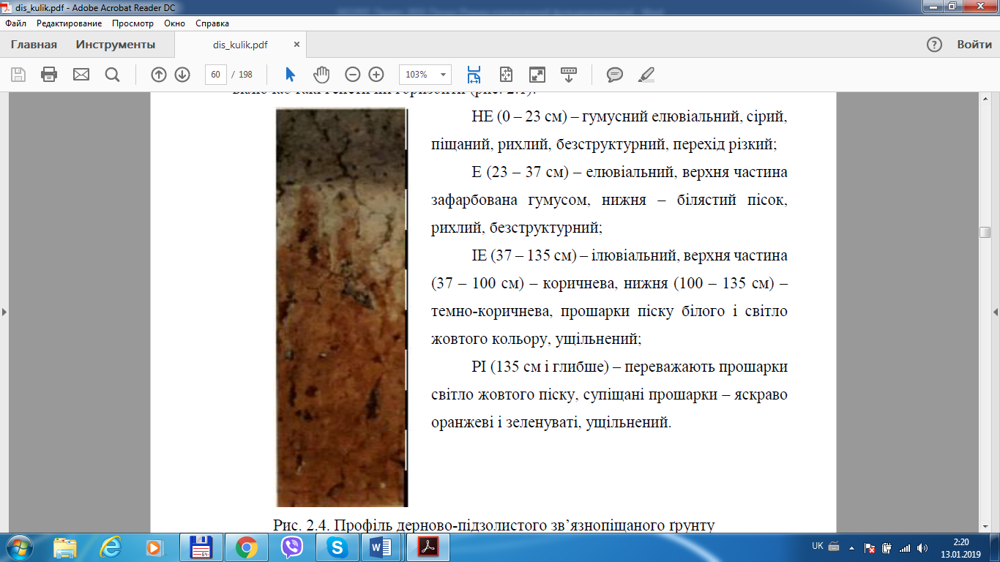 dis_kulik.pdf - Adobe Acrobat Reader DC
Файл Редактирование Просмотр Окно Справка
Главная Инструменты dis_kulik.pdf × ? Войти
60 / 198 103%
НЕ (0 – 23 см) – гумусний елювіальний, сірий,
піщаний, рихлий, безструктурний, перехід різкий;
Е (23 – 37 см) – елювіальний, верхня частина
зафарбована гумусом, нижня – білястий пісок,
рихлий, безструктурний;
ІЕ (37 – 135 см) – ілювіальний, верхня частина
(37 – 100 см) – коричнева, нижня (100 – 135 см) –
темно-коричнева, прошарки піску білого і світло
жовтого кольору, ущільнений;
РІ (135 см і глибше) – переважають прошарки
світло жовтого піску, супіщані прошарки – яскраво
оранжеві і зеленуваті, ущільнений.
Рис. 2.4. Профіль дерново-підзолистого зв’язнопіщаного ґрунту
UK 2:20
13.01.2019